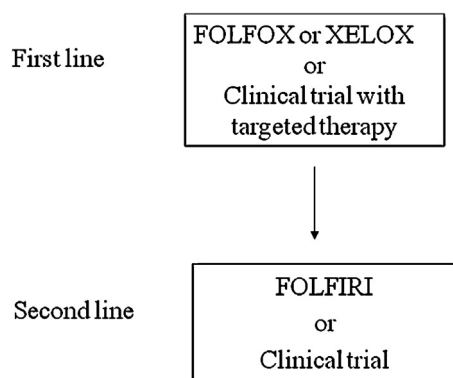 First line
FOLFOX or XELOX
or
Clinical trial with
targeted therapy
Second line
FOLFIRI
or
Clinical trial